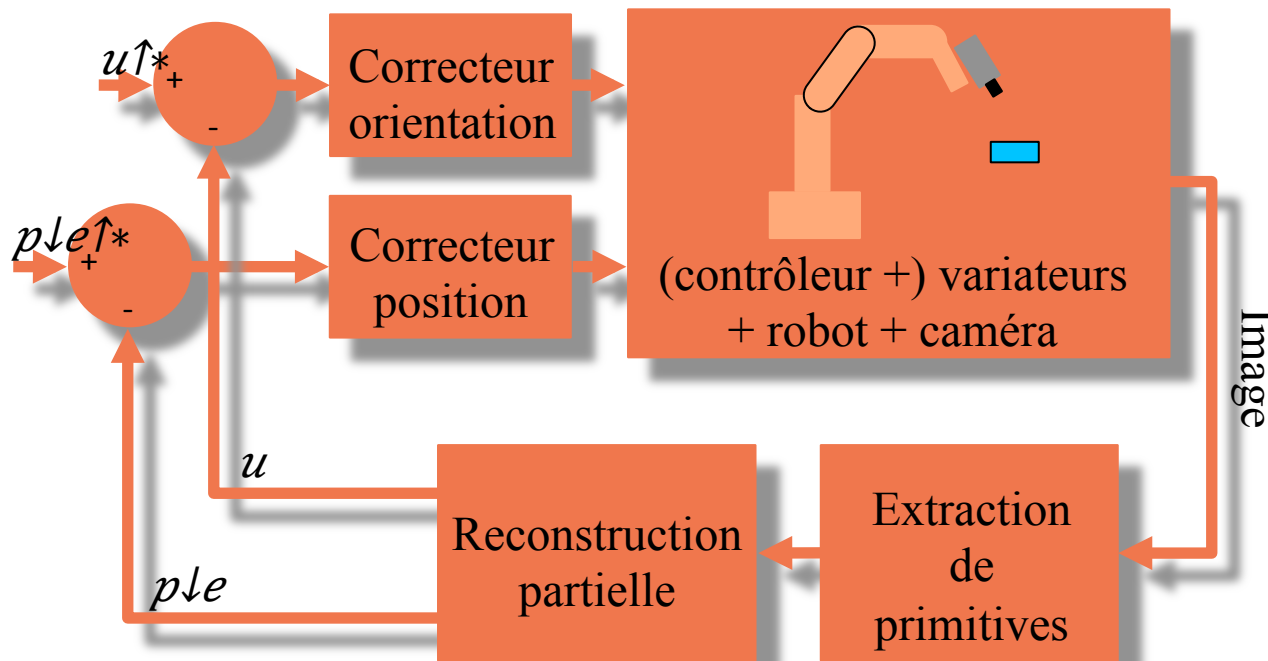 u↑*
+
-
Correcteur
orientation
p↓e↑*
+
-
Correcteur
position
(contrôleur +) variateurs
+ robot + caméra
Image
u
p↓e
Reconstruction
partielle
Extraction
de
primitives